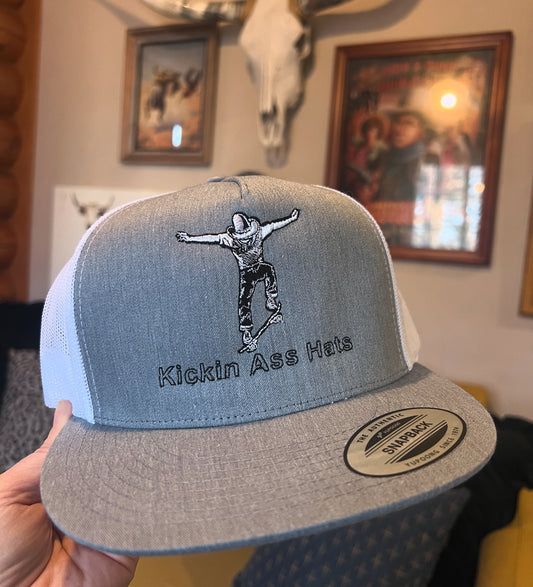 Kickin Ass Hats
THE AUTHENTIC
SNAPBACK
YUPOONG SINCE 1974